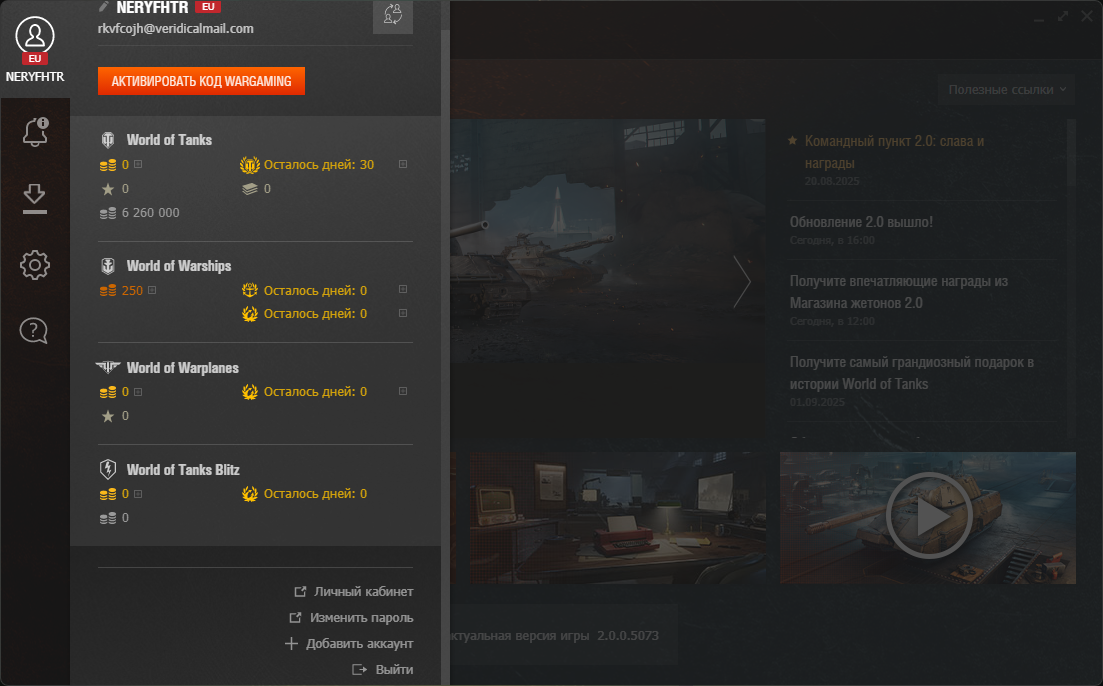 NERYFHTR EU
rkvfcojh@veridicalmail.com
EU
NERYFHTR
АКТИВИРОВАТЬ КОД WARGAMING
World of Tanks
0
Осталось дней: 30
0
0
6 260 000
World of Warships
250
Осталось дней: 0
Осталось дней: 0
World of Warplanes
0
Осталось дней: 0
0
World of Tanks Blitz
0
Осталось дней: 0
0
Личный кабинет
Изменить пароль
Добавить аккаунт
Выйти
Полезные ссылки
Командный пункт 2.0: слава и
награды
20.08.2025
Обновление 2.0 вышло!
Сегодня, в 16:00
Получите впечатляющие награды из
Магазина жетонов 2.0
Сегодня, в 12:00
Получите самый грандиозный подарок в
истории World of Tanks
01.09.2025
ктуальная версия игры 2.0.0.5073